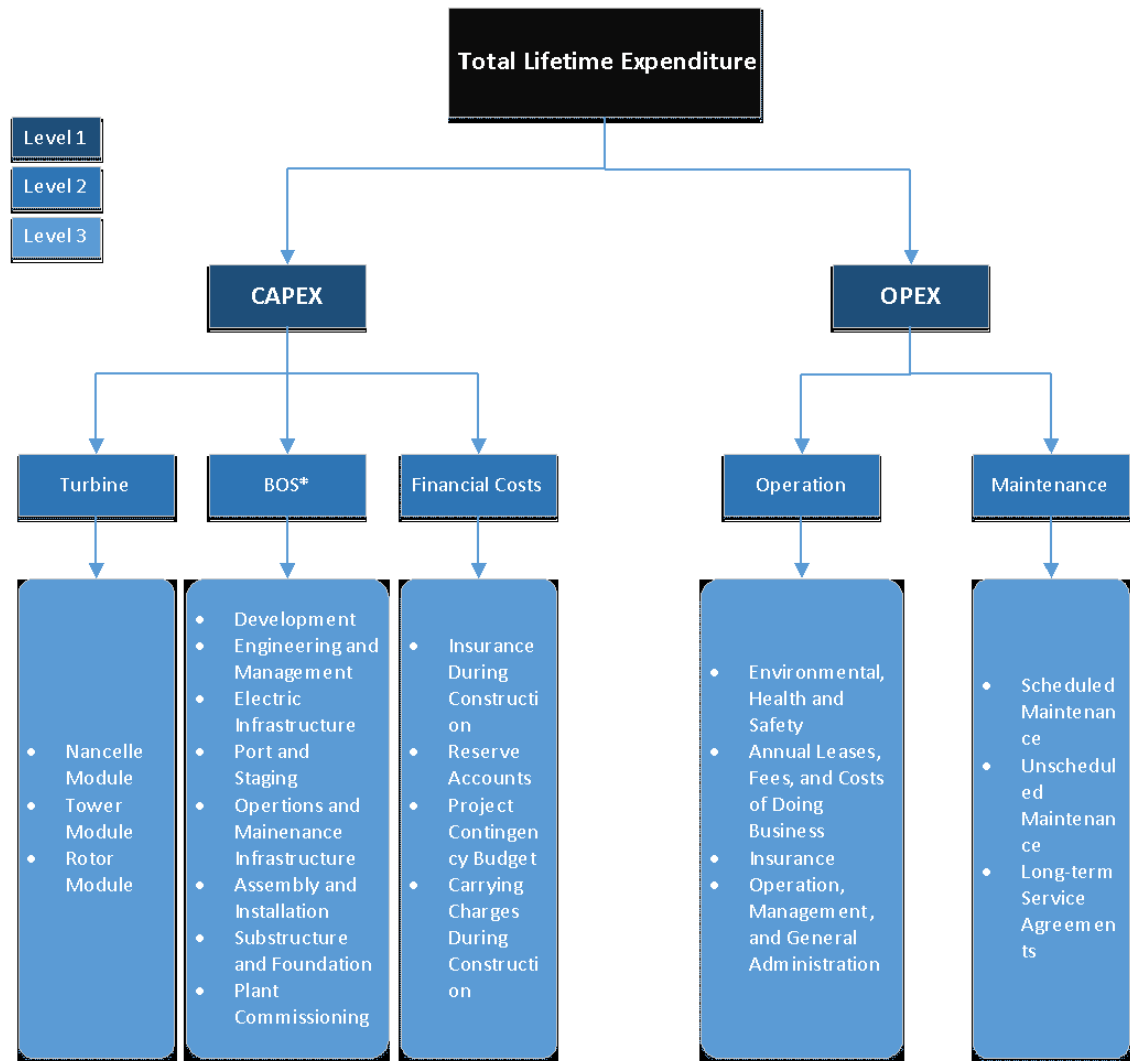 Total Lifetime Expenditure
Level 1
Level 2
Level 3
CAPEX
OPEX
Turbine
BOS*
Financial Costs
Operation
Maintenance
• Nancelle
Module
• Tower
Module
• Rotor
Module
• Development
• Engineering and
Management
• Electric
Infrastructure
• Port and
Staging
• Opertions and
Mainenance
Infrastructure
• Assembly and
Installation
• Substructure
and Foundation
• Plant
Commissioning
• Insurance
During
Constructi
on
• Reserve
Accounts
• Project
Contingen
cy Budget
• Carrying
Charges
During
Constructi
on
• Environmental,
Health and
Safety
• Annual Leases,
Fees, and Costs
of Doing
Business
• Insurance
• Operation,
Management,
and General
Administration
• Scheduled
Maintenan
ce
• Unschedul
ed
Maintenan
ce
• Long-term
Service
Agreemen
ts